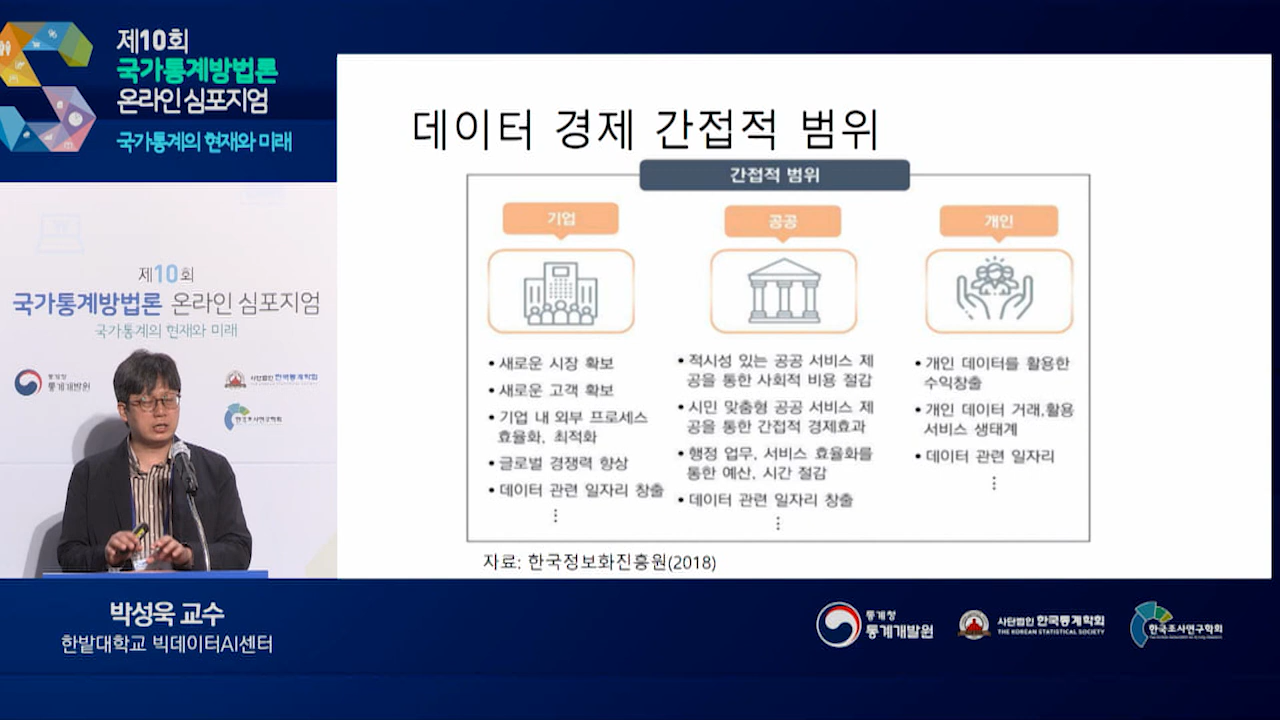 제10회
국가통계방법론
온라인 심포지엄
국가통계의 현재와 미래
데이터 경제 간접적 범위
간접적 범위
기업
공공
개인
• 새로운 시장 확보
• 새로운 고객 확보
• 기업 내 외부 프로세스
효율화, 최적화
• 글로벌 경쟁력 향상
• 데이터 관련 일자리 창출
⋮
• 적시성 있는 공공 서비스 제
공을 통한 사회적 비용 절감
• 시민 맞춤형 공공 서비스 제
공을 통한 간접적 경제효과
• 행정 업무, 서비스 효율화를
통한 예산, 시간 절감
• 데이터 관련 일자리 창출
⋮
• 개인 데이터를 활용한
수익창출
• 개인 데이터 거래,활용
서비스 생태계
• 데이터 관련 일자리
⋮
자료: 한국정보화진흥원(2018)
제10회
국가통계방법론 온라인 심포지엄
국가통계의 현재와 미래
통계청
통계개발원
사단법인 한국통계학회
한국조사연구학회
박성욱 교수
한밭대학교 빅데이터AI센터
통계청
통계개발원
사단법인 한국통계학회
THE KOREAN STATISTICAL SOCIETY
한국조사연구학회